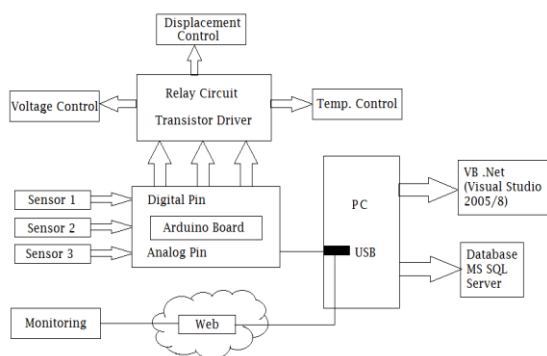 Displacement
Control
Voltage Control
Relay Circuit
Transistor Driver
Temp. Control
Sensor 1
Sensor 2
Sensor 3
Digital Pin
Arduino Board
Analog Pin
PC
USB
VB .Net
(Visual Studio
2005/8)
Database
MS SQL
Server
Monitoring
Web